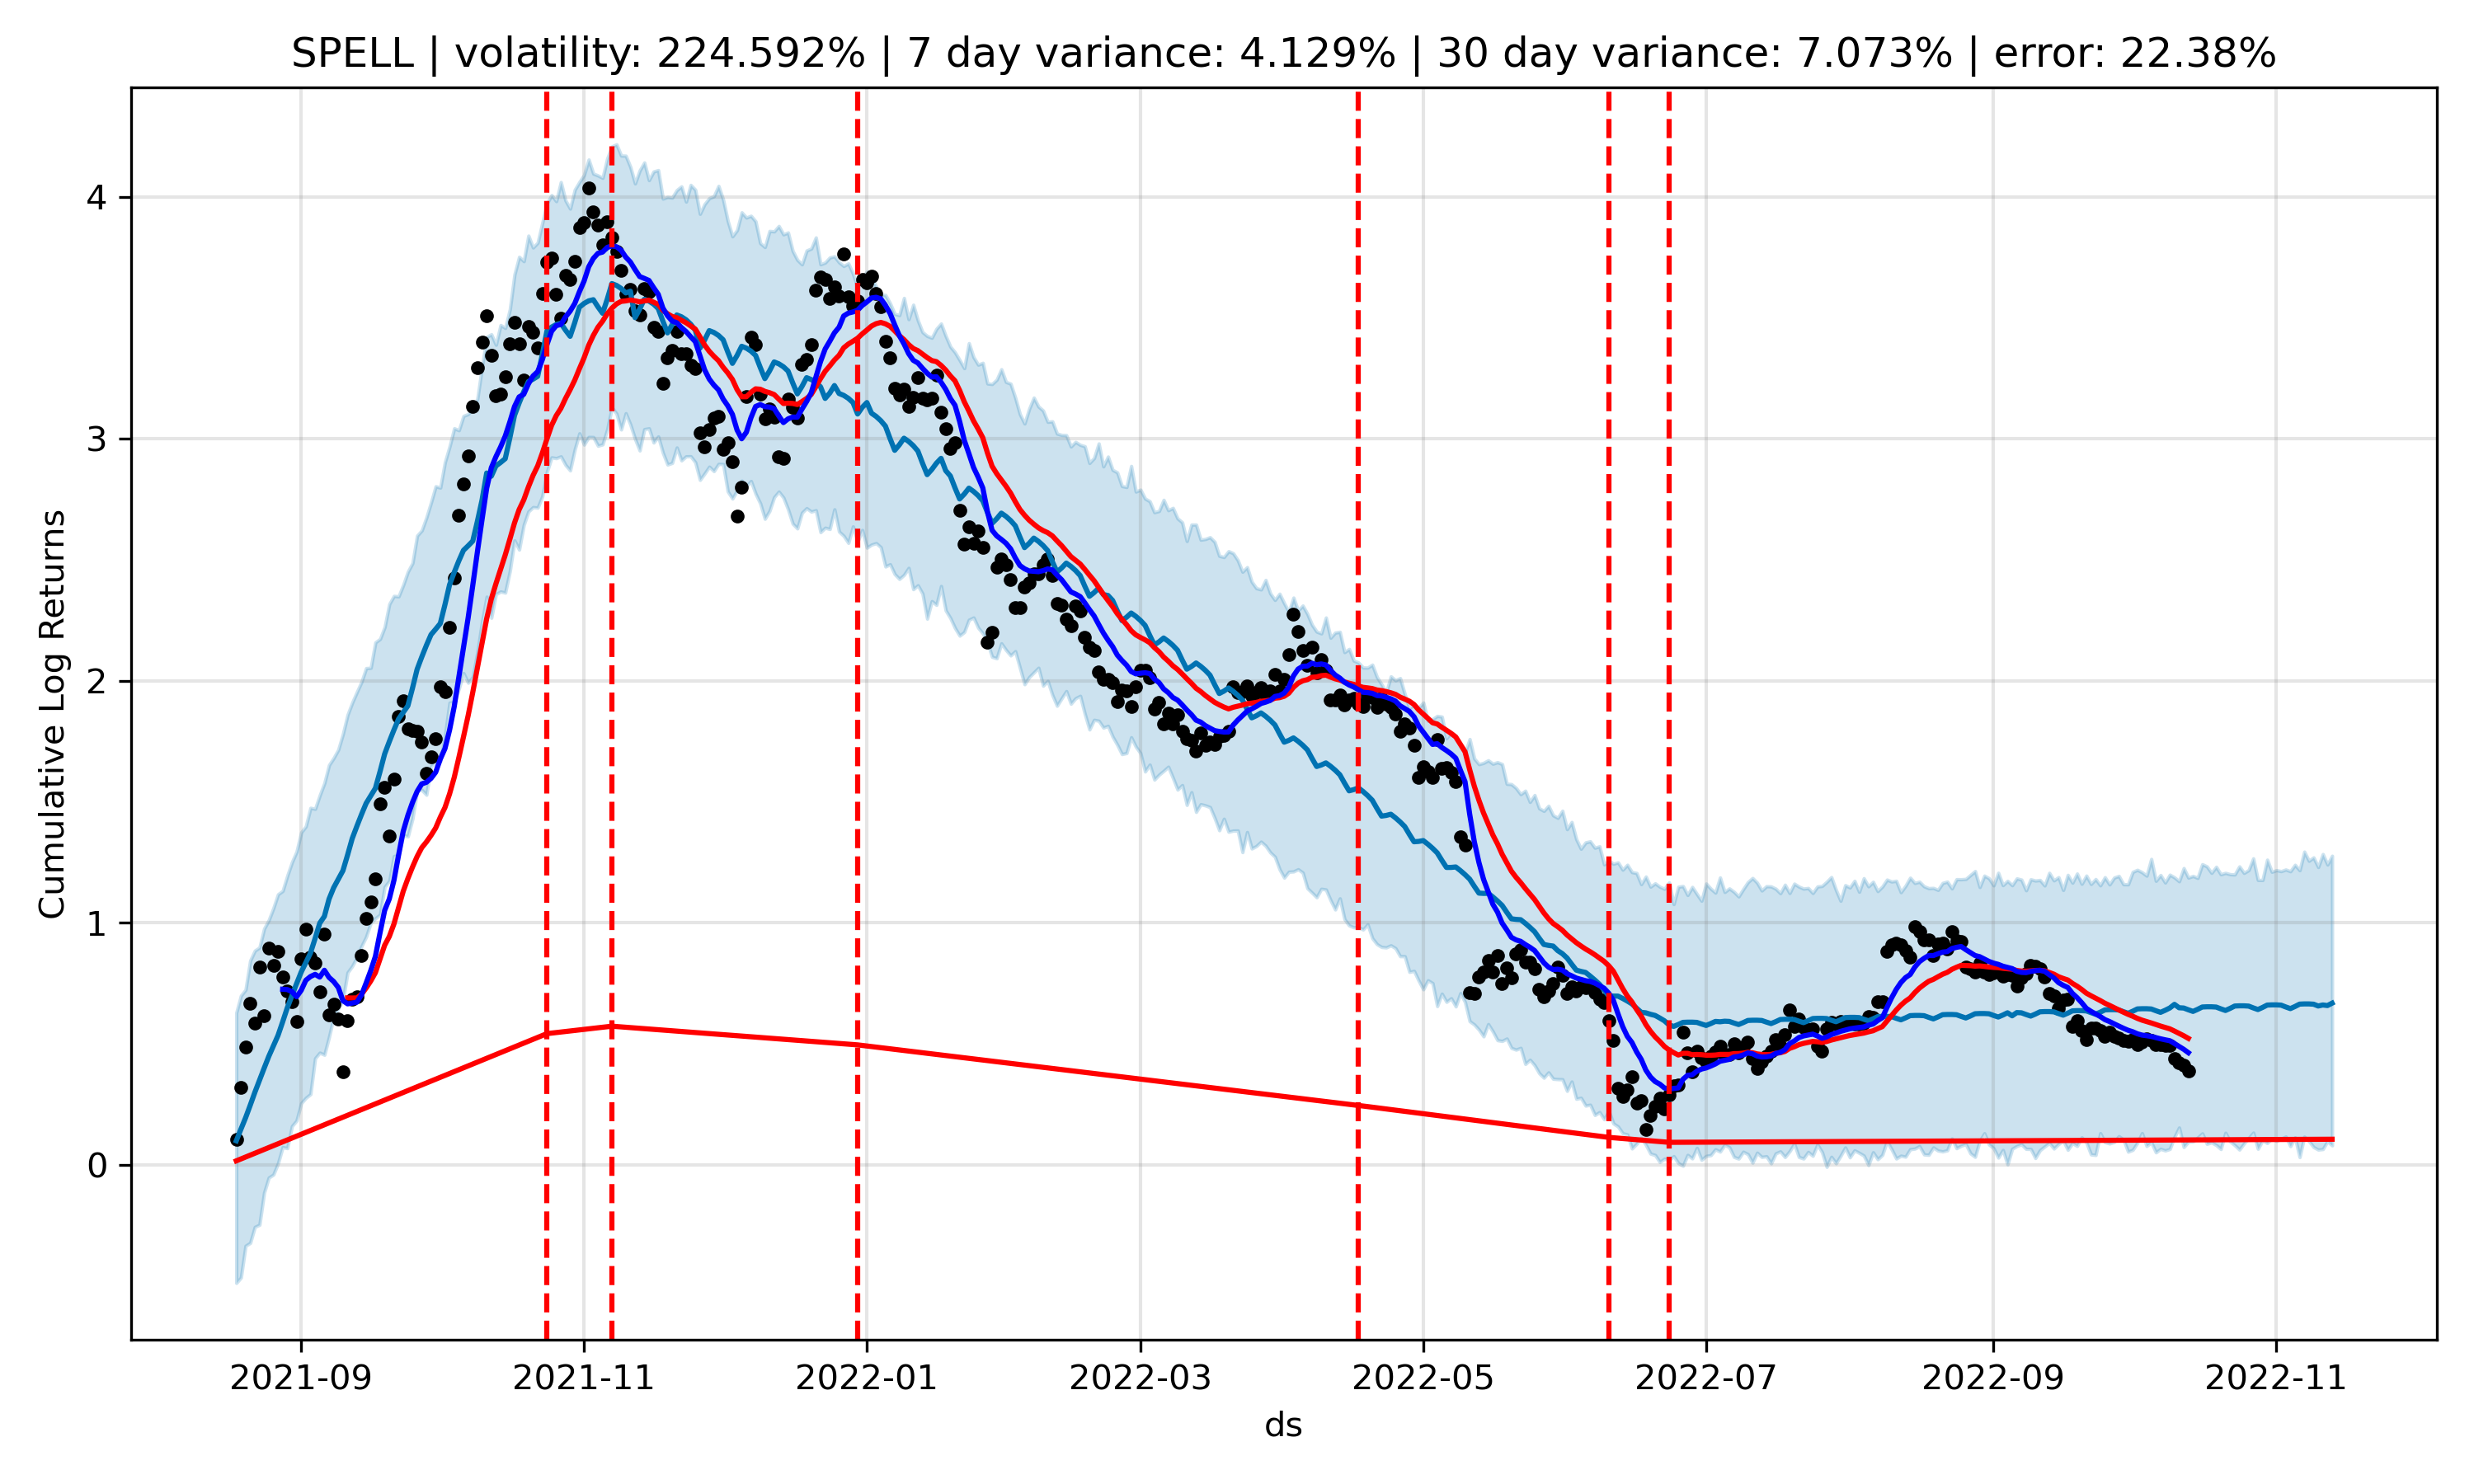 SPELL | volatility: 224.592% | 7 day variance: 4.129% | 30 day variance: 7.073% | error: 22.38%
Cumulative Log Returns
4
3
2
1
0
2021-09 2021-11 2022-01 2022-03 2022-05 2022-07 2022-09 2022-11
ds